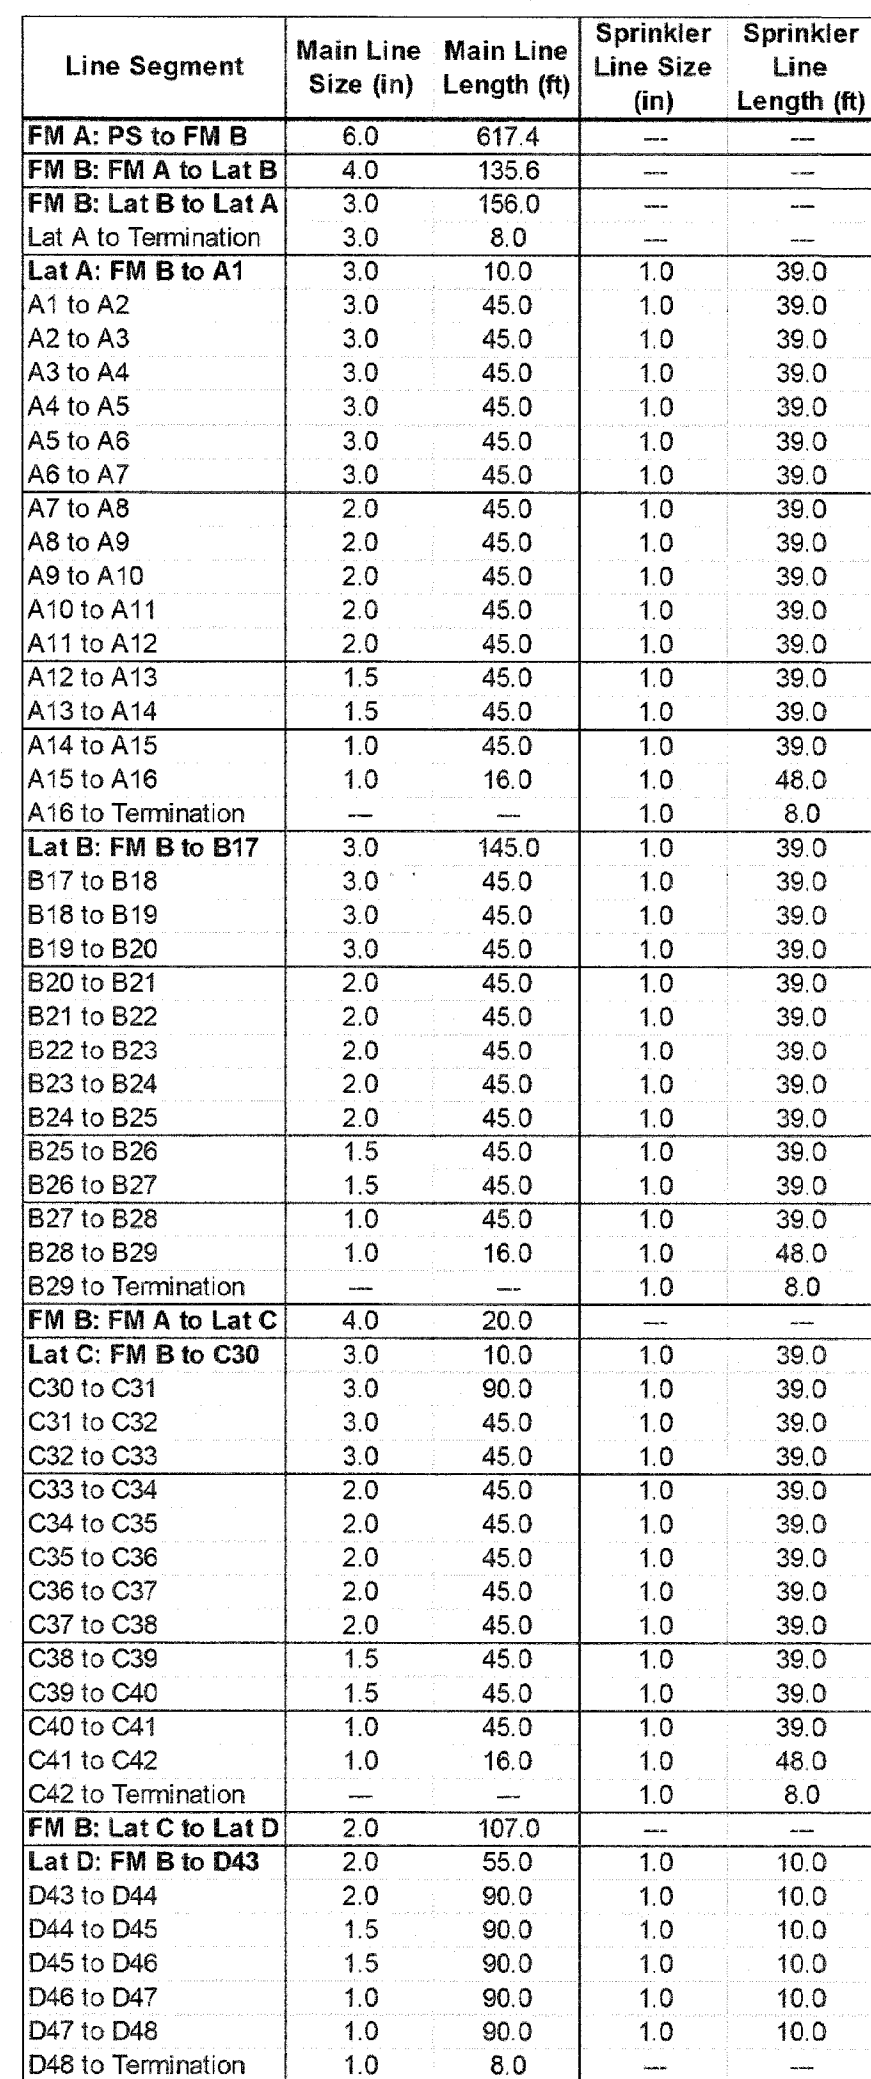 Line Segment Main Line Size (in) Main Line Length (ft) Sprinkler Line Size (in) Sprinkler Line Length (ft)
FM A: PS to FM B 6.0 617.4 --- ---
FM B: FM A to Lat B 4.0 135.6 --- ---
FM B: Lat B to Lat A 3.0 156.0 --- ---
Lat A to Termination 3.0 8.0 --- ---
Lat A: FM B to A1 3.0 10.0 1.0 39.0
A1 to A2 3.0 45.0 1.0 39.0
A2 to A3 3.0 45.0 1.0 39.0
A3 to A4 3.0 45.0 1.0 39.0
A4 to A5 3.0 45.0 1.0 39.0
A5 to A6 3.0 45.0 1.0 39.0
A6 to A7 3.0 45.0 1.0 39.0
A7 to A8 2.0 45.0 1.0 39.0
A8 to A9 2.0 45.0 1.0 39.0
A9 to A10 2.0 45.0 1.0 39.0
A10 to A11 2.0 45.0 1.0 39.0
A11 to A12 2.0 45.0 1.0 39.0
A12 to A13 1.5 45.0 1.0 39.0
A13 to A14 1.5 45.0 1.0 39.0
A14 to A15 1.0 45.0 1.0 39.0
A15 to A16 1.0 16.0 1.0 48.0
A16 to Termination --- --- 1.0 8.0
Lat B: FM B to B17 3.0 145.0 1.0 39.0
B17 to B18 3.0 45.0 1.0 39.0
B18 to B19 3.0 45.0 1.0 39.0
B19 to B20 3.0 45.0 1.0 39.0
B20 to B21 2.0 45.0 1.0 39.0
B21 to B22 2.0 45.0 1.0 39.0
B22 to B23 2.0 45.0 1.0 39.0
B23 to B24 2.0 45.0 1.0 39.0
B24 to B25 2.0 45.0 1.0 39.0
B25 to B26 1.5 45.0 1.0 39.0
B26 to B27 1.5 45.0 1.0 39.0
B27 to B28 1.0 45.0 1.0 39.0
B28 to B29 1.0 16.0 1.0 48.0
B29 to Termination --- --- 1.0 8.0
FM B: FM A to Lat C 4.0 20.0 --- ---
Lat C: FM B to C30 3.0 10.0 1.0 39.0
C30 to C31 3.0 90.0 1.0 39.0
C31 to C32 3.0 45.0 1.0 39.0
C32 to C33 3.0 45.0 1.0 39.0
C33 to C34 2.0 45.0 1.0 39.0
C34 to C35 2.0 45.0 1.0 39.0
C35 to C36 2.0 45.0 1.0 39.0
C36 to C37 2.0 45.0 1.0 39.0
C37 to C38 2.0 45.0 1.0 39.0
C38 to C39 1.5 45.0 1.0 39.0
C39 to C40 1.5 45.0 1.0 39.0
C40 to C41 1.0 45.0 1.0 39.0
C41 to C42 1.0 16.0 1.0 48.0
C42 to Termination --- --- 1.0 8.0
FM B: Lat C to Lat D 2.0 107.0 --- ---
Lat D: FM B to D43 2.0 55.0 1.0 10.0
D43 to D44 2.0 90.0 1.0 10.0
D44 to D45 1.5 90.0 1.0 10.0
D45 to D46 1.5 90.0 1.0 10.0
D46 to D47 1.0 90.0 1.0 10.0
D47 to D48 1.0 90.0 1.0 10.0
D48 to Termination 1.0 8.0 --- ---